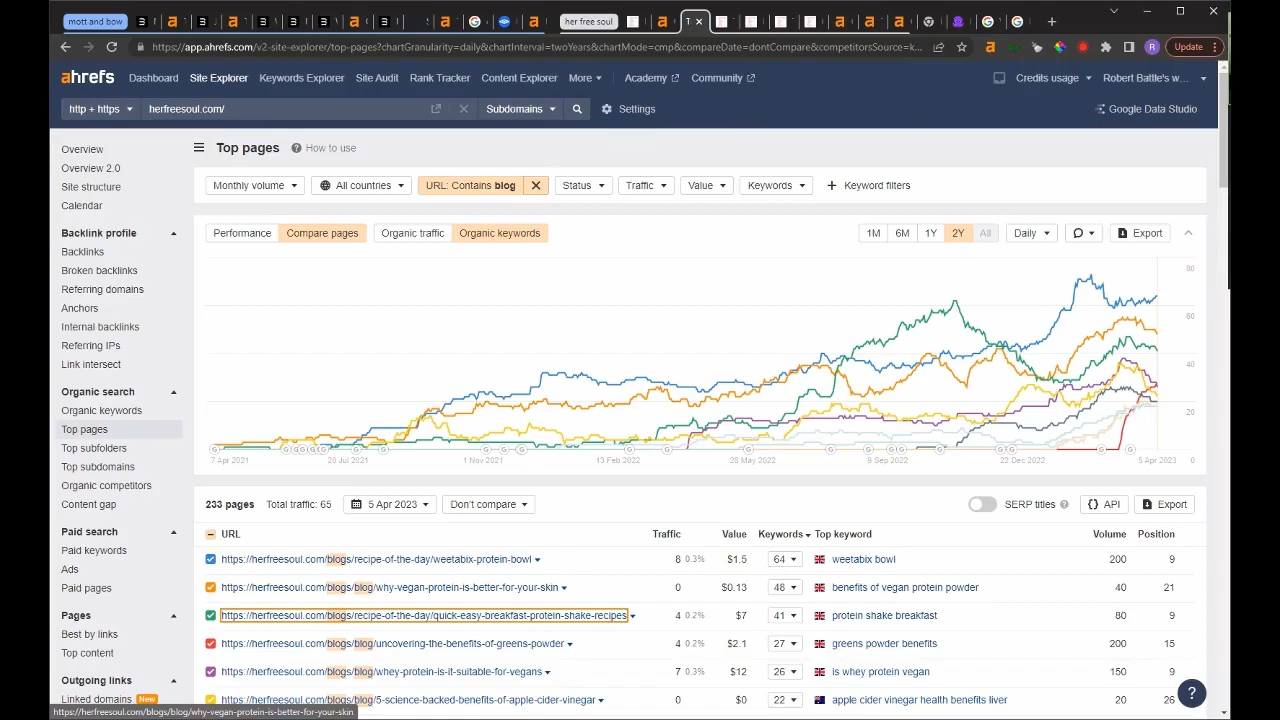 mott and bow
her free soul
https://app.ahrefs.com/v2-site-explorer/top-pages?chartGranularity=daily&chartInterval=twoYears&chartMode=cmp&compareDate=dontCompare&competitorsSource=k...
R
Update
ahrefs Dashboard Site Explorer Keywords Explorer Site Audit Rank Tracker Content Explorer More Academy Community Credits usage Robert Battle's w...
http + https herfreesoul.com/ Subdomains Settings Google Data Studio
Overview
Overview 2.0
Site structure
Calendar
Backlink profile
Backlinks
Broken backlinks
Referring domains
Anchors
Internal backlinks
Referring IPs
Link intersect
Organic search
Organic keywords
Top pages
Top subfolders
Top subdomains
Organic competitors
Content gap
Paid search
Paid keywords
Ads
Paid pages
Pages
Best by links
Top content
Outgoing links
Linked domains New
Top pages How to use
Monthly volume All countries URL: Contains blog Status Traffic Value Keywords + Keyword filters
Performance Compare pages Organic traffic Organic keywords 1M 6M 1Y 2Y All Daily Export
80
60
40
20
0
7 Apr 2021 20 Jul 2021 1 Nov 2021 13 Feb 2022 28 May 2022 9 Sep 2022 22 Dec 2022 5 Apr 2023
233 pages Total traffic: 65 5 Apr 2023 Don't compare SERP titles API Export
URL Traffic Value Keywords Top keyword Volume Position
https://herfreesoul.com/blogs/recipe-of-the-day/weetabix-protein-bowl 8 0.3% $1.5 64 weetabix bowl 200 9
https://herfreesoul.com/blogs/blog/why-vegan-protein-is-better-for-your-skin 0 $0.13 48 benefits of vegan protein powder 40 21
https://herfreesoul.com/blogs/recipe-of-the-day/quick-easy-breakfast-protein-shake-recipes 4 0.2% $7 41 protein shake breakfast 80 9
https://herfreesoul.com/blogs/blog/uncovering-the-benefits-of-greens-powder 4 0.2% $2.1 27 greens powder benefits 200 15
https://herfreesoul.com/blogs/blog/whey-protein-is-it-suitable-for-vegans 7 0.3% $12 26 is whey protein vegan 150 9
https://herfreesoul.com/blogs/blog/5-science-backed-benefits-of-apple-cider-vinegar 0 $0 22 apple cider vinegar health benefits liver 20 26
https://herfreesoul.com/blogs/blog/why-vegan-protein-is-better-for-your-skin
?